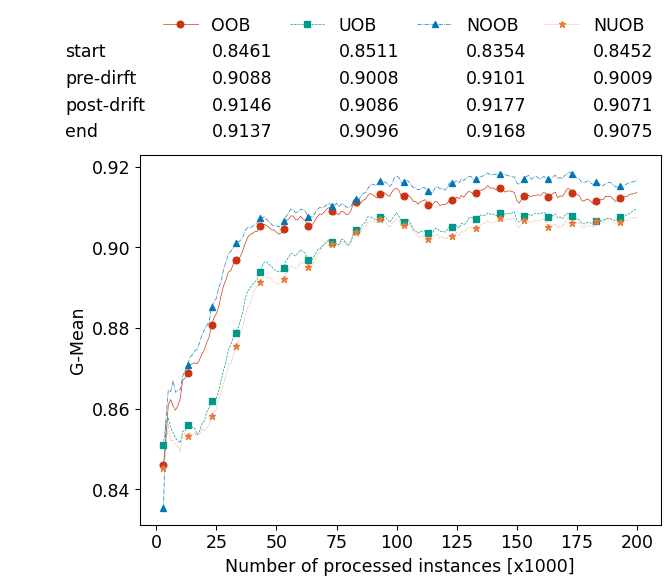 OOB UOB NOOB NUOB
start 0.8461 0.8511 0.8354 0.8452
pre-dirft 0.9088 0.9008 0.9101 0.9009
post-drift 0.9146 0.9086 0.9177 0.9071
end 0.9137 0.9096 0.9168 0.9075
0.92
0.90
0.88
0.86
0.84
G-Mean
0 25 50 75 100 125 150 175 200
Number of processed instances [x1000]